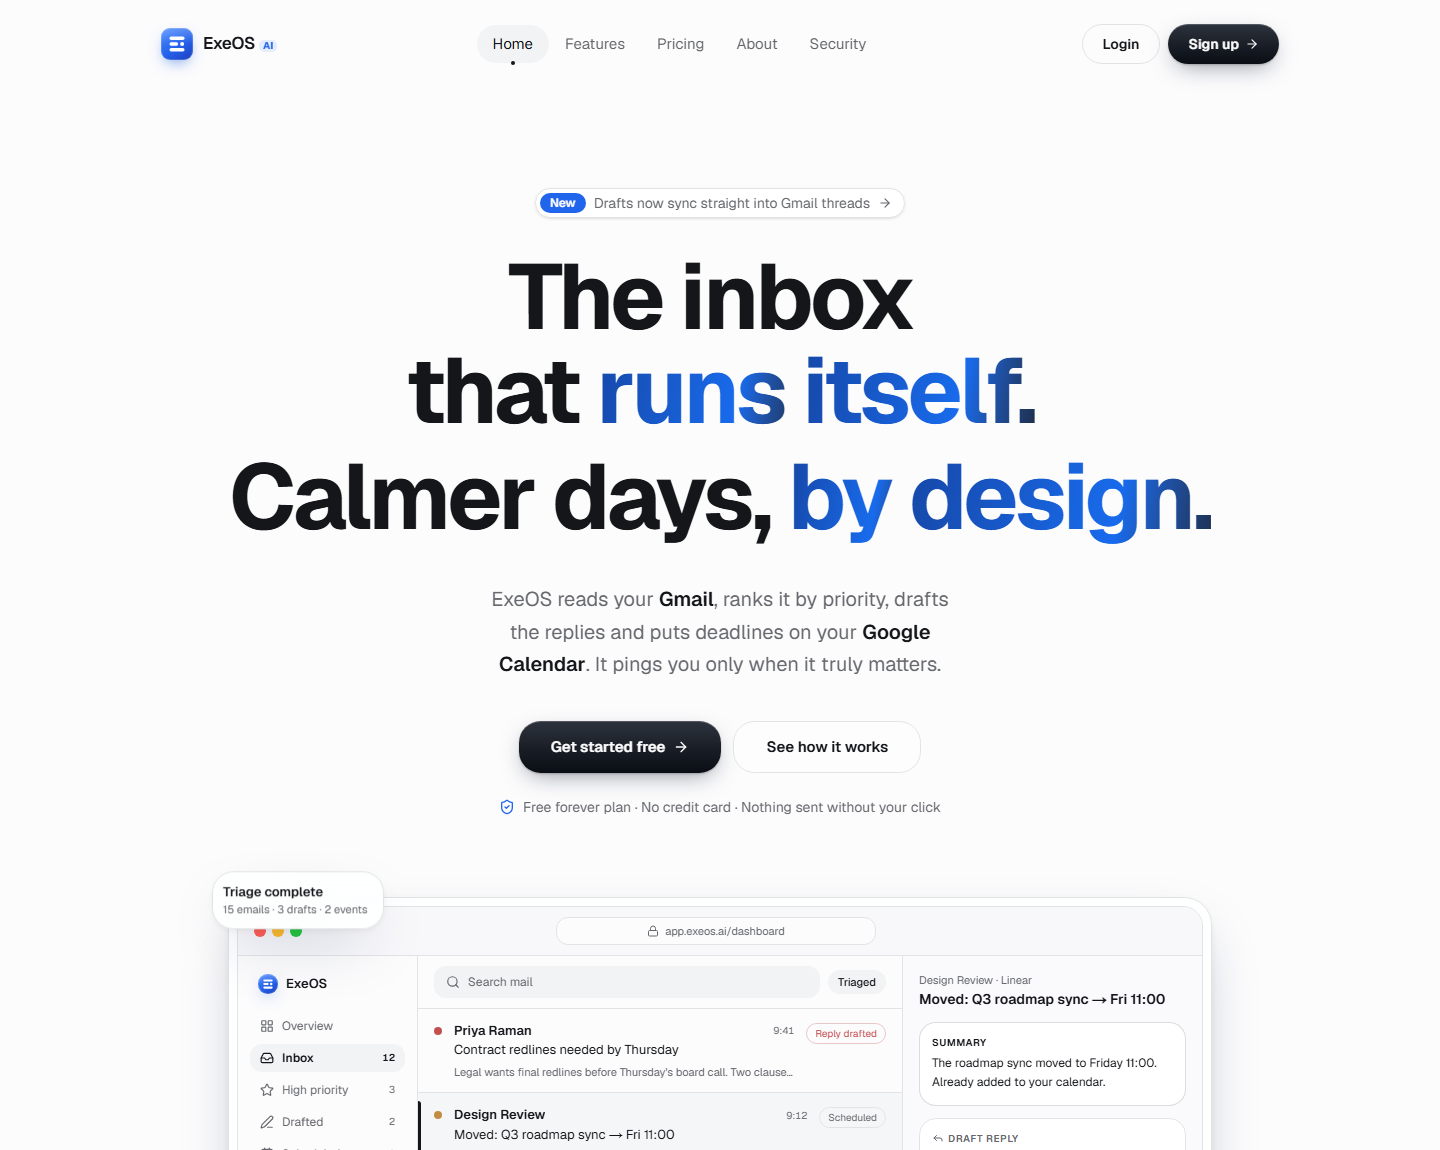 ExeOS AI
Home
Features
Pricing
About
Security
Login
Sign up →
New Drafts now sync straight into Gmail threads →
The inbox
that runs itself.
Calmer days, by design.
ExeOS reads your Gmail, ranks it by priority, drafts
the replies and puts deadlines on your Google
Calendar. It pings you only when it truly matters.
Get started free →
See how it works
Free forever plan · No credit card · Nothing sent without your click
Triage complete
15 emails · 3 drafts · 2 events
app.exeos.ai/dashboard
ExeOS
Overview
Inbox 12
High priority 3
Drafted 2
Search mail
Triaged
Priya Raman 9:41 Reply drafted
Contract redlines needed by Thursday
Legal wants final redlines before Thursday's board call. Two clause...
Design Review 9:12 Scheduled
Moved: Q3 roadmap sync → Fri 11:00
Design Review · Linear
Moved: Q3 roadmap sync → Fri 11:00
SUMMARY
The roadmap sync moved to Friday 11:00.
Already added to your calendar.
DRAFT REPLY